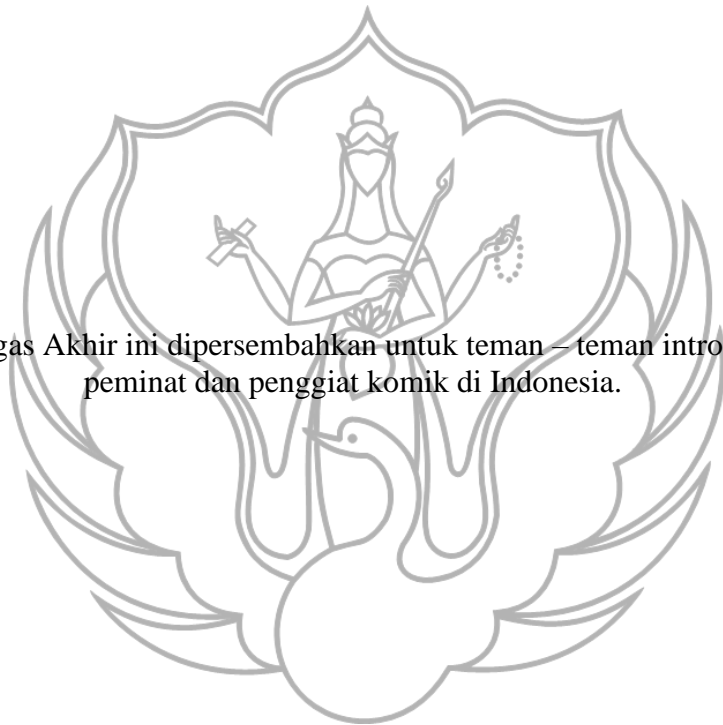 gas Akhir ini dipersembahkan untuk teman – teman intro
peminat dan penggiat komik di Indonesia.